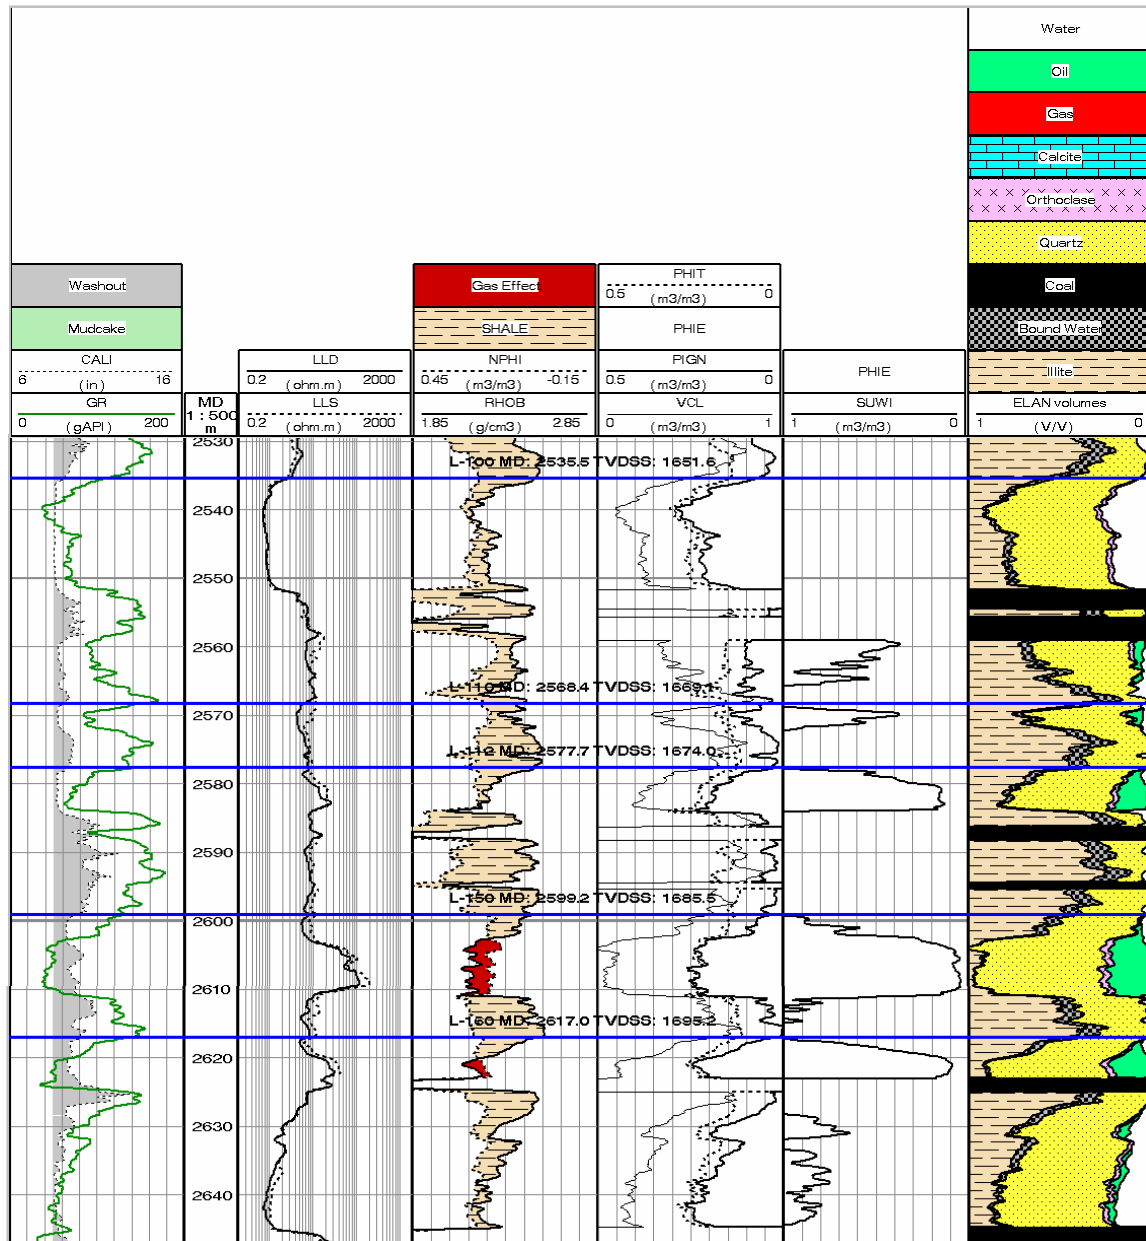 Water
Oil
Gas
Calcite
Orthoclase
Quartz
Washout
Gas Effect
PHIT
0.5 (m3/m3) 0
Coal
Mudcake
SHALE
PHIE
Bound Water
CALI
6 (in) 16
LLD
0.2 (ohm.m) 2000
NPHI
0.45 (m3/m3) -0.15
PIGN
0.5 (m3/m3) 0
PHIE
Illite
GR
0 (gAPI) 200
MD
1 : 500
m
LLS
0.2 (ohm.m) 2000
RHOB
1.85 (g/cm3) 2.85
VCL
0 (m3/m3) 1
SUWI
1 (m3/m3) 0
ELAN volumes
1 (V/V) 0
2530
L-100 MD: 2535.5 TVDSS: 1651.6
2540
2550
2560
L-110 MD: 2568.4 TVDSS: 1669.1
2570
L-112 MD: 2577.7 TVDSS: 1674.0
2580
2590
L-150 MD: 2599.2 TVDSS: 1685.5
2600
2610
L-160 MD: 2617.0 TVDSS: 1695.2
2620
2630
2640